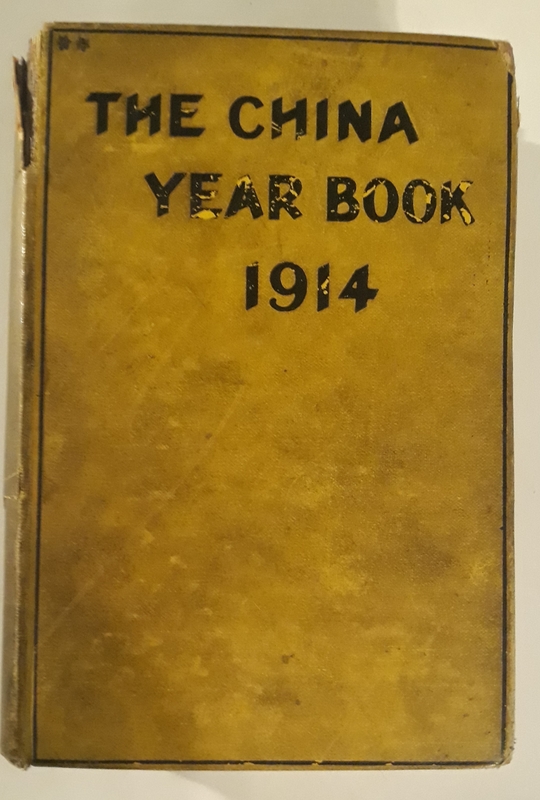 THE CHINA
YEAR BOOK
1914